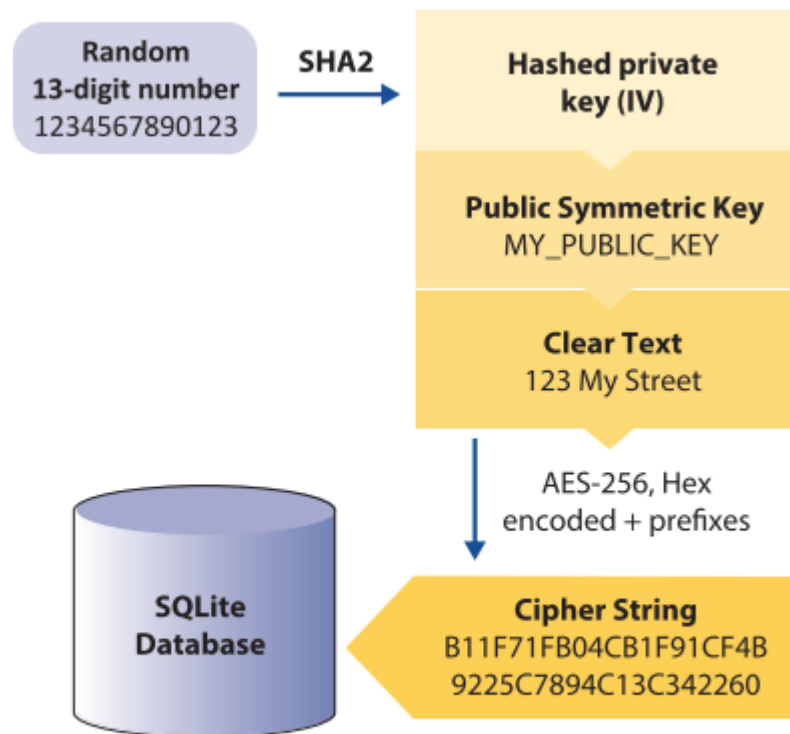 Random
13-digit number
1234567890123
SHA2
Hashed private
key (IV)
Public Symmetric Key
MY_PUBLIC_KEY
Clear Text
123 My Street
AES-256, Hex
encoded + prefixes
SQLite
Database
Cipher String
B11F71FB04CB1F91CF4B
9225C7894C13C342260